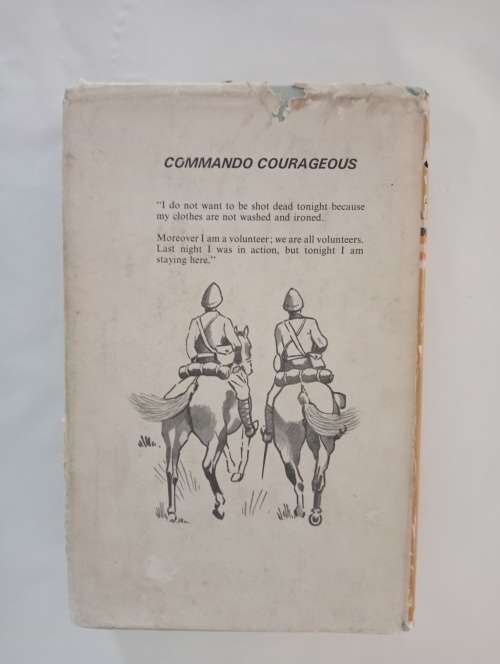 COMMANDO COURAGEOUS
"I do not want to be shot dead tonight because
my clothes are not washed and ironed.
Moreover I am a volunteer; we are all volunteers.
Last night I was in action, but tonight I am
staying here."